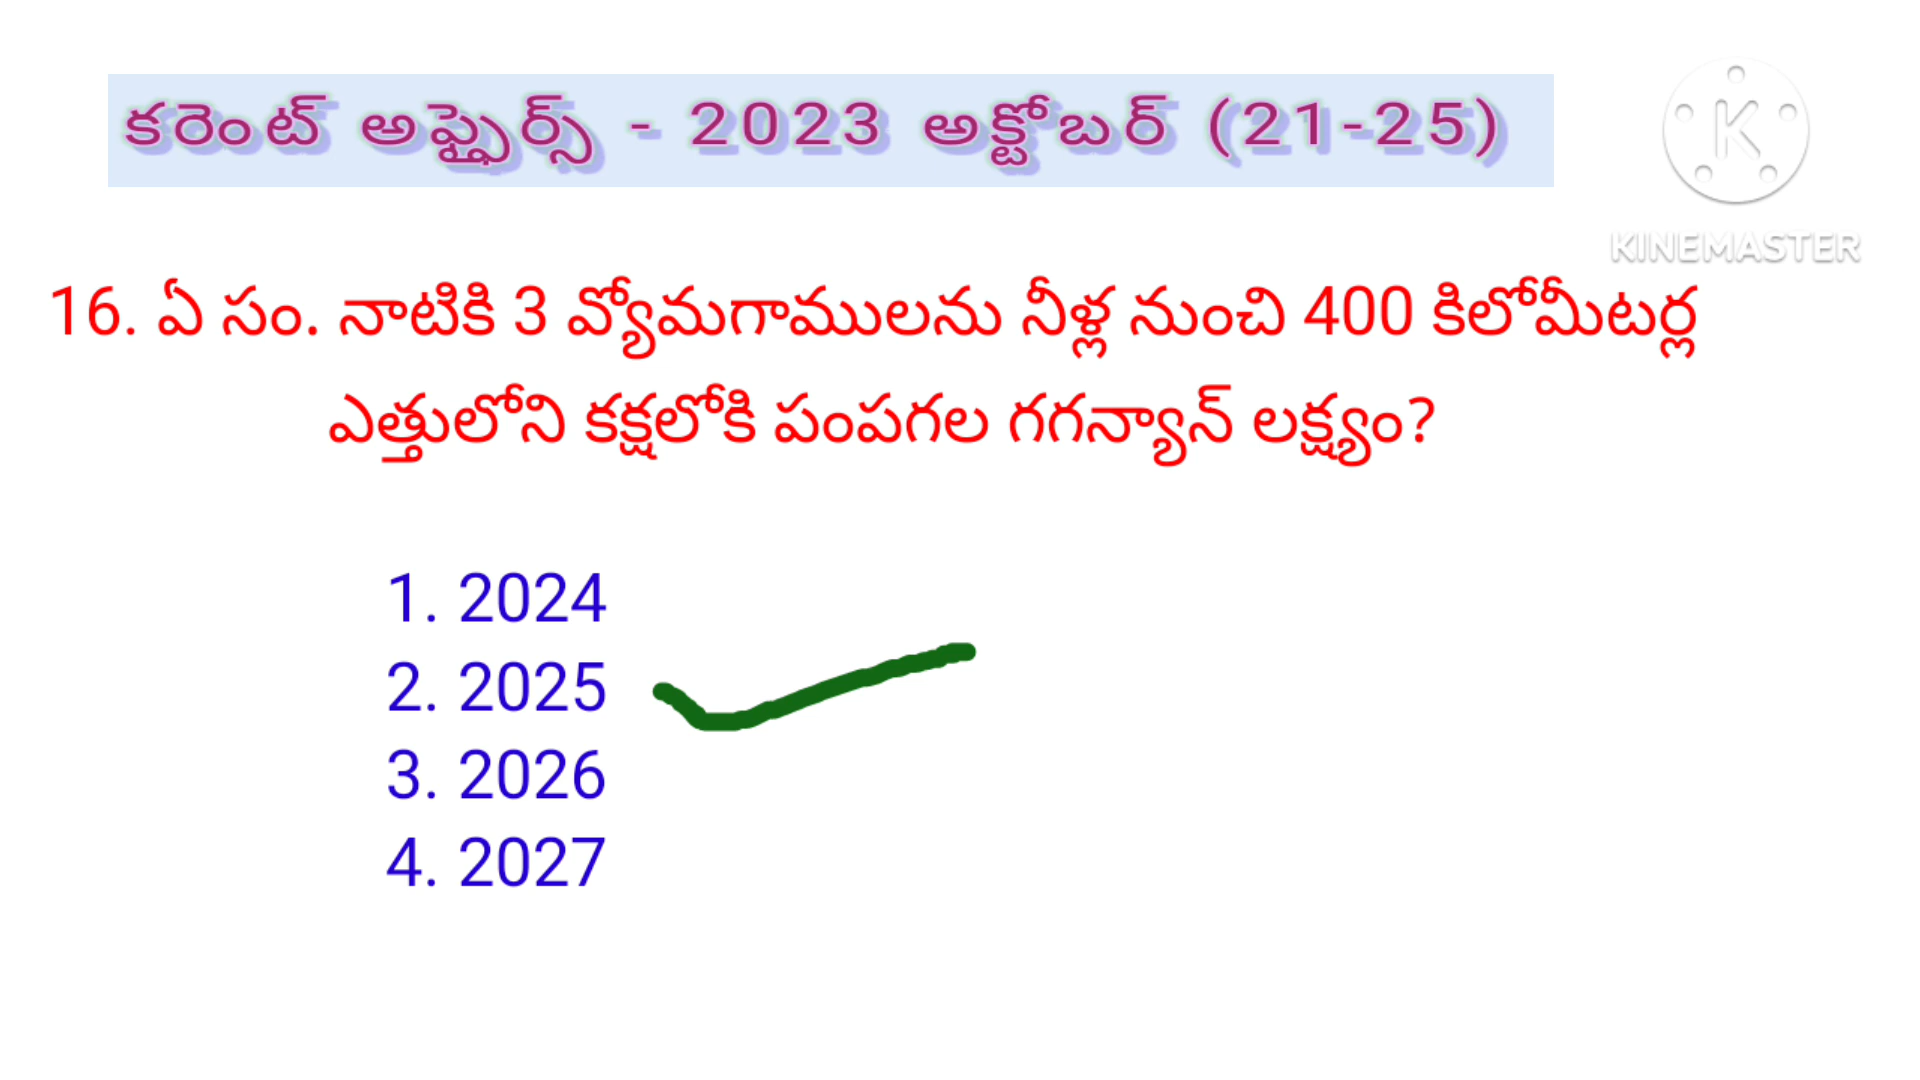 కరెంట్ అఫ్ఫైర్స్ - 2023 అక్టోబర్ (21-25)
KINEMASTER
16. ఏ సం. నాటికి 3 వ్యోమగాములను నీళ్ల నుంచి 400 కిలోమీటర్ల
ఎత్తులోని కక్షలోకి పంపగల గగన్యాన్ లక్ష్యం?
1. 2024
2. 2025
3. 2026
4. 2027